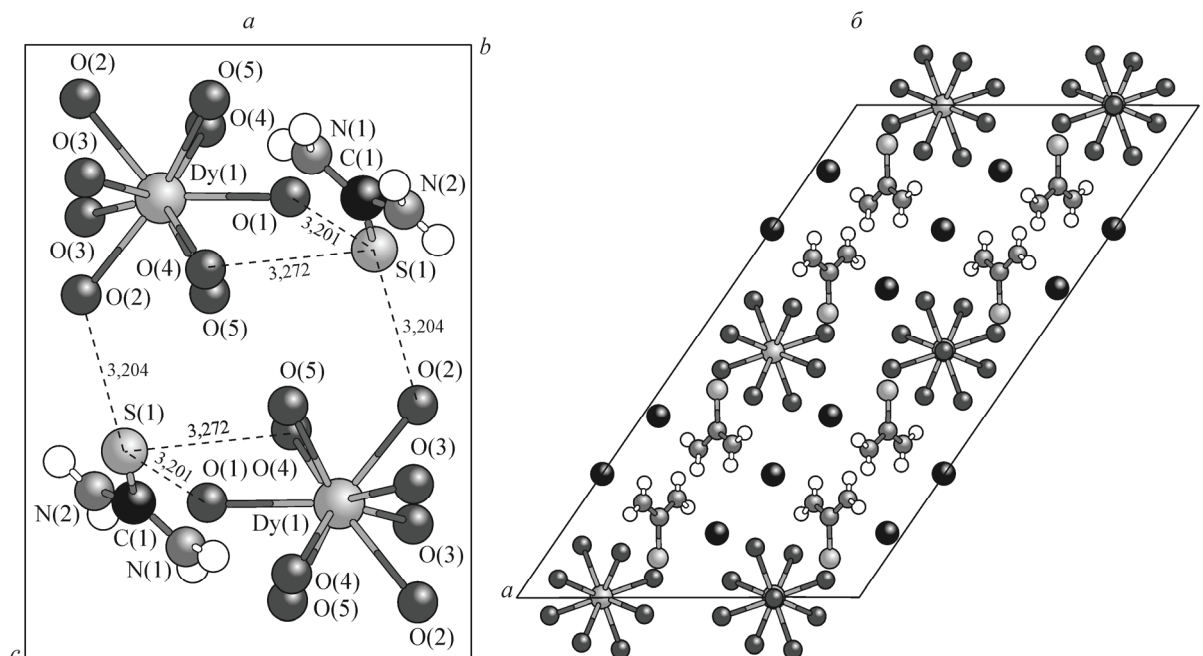 а
б
b
O(2)
O(5)
O(4)
N(1)
O(3)
C(1)
Dy(1)
N(2)
O(1)
3,201
O(3)
O(4)
3,272
S(1)
O(2)
O(5)
3,204
3,204
O(2)
O(5)
S(1)
3,272
O(3)
3,201
O(1)
O(4)
N(2)
Dy(1)
C(1)
O(3)
N(1)
O(4)
O(5)
O(2)
a
c